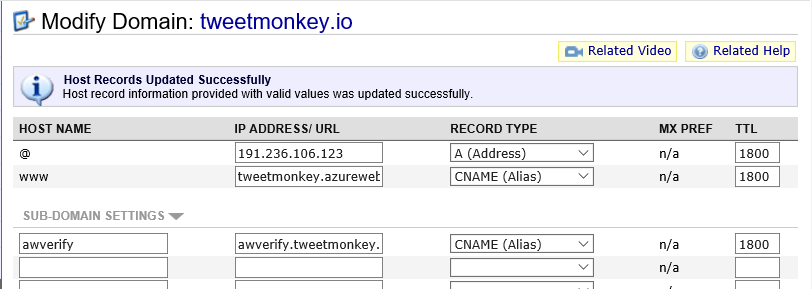 Modify Domain: tweetmonkey.io
Related Video Related Help
Host Records Updated Successfully
Host record information provided with valid values was updated successfully.
HOST NAME IP ADDRESS/ URL RECORD TYPE MX PREF TTL
@ 191.236.106.123 A (Address) n/a 1800
www tweetmonkey.azureweb CNAME (Alias) n/a 1800
SUB-DOMAIN SETTINGS
awverify awverify.tweetmonkey. CNAME (Alias) n/a 1800
n/a